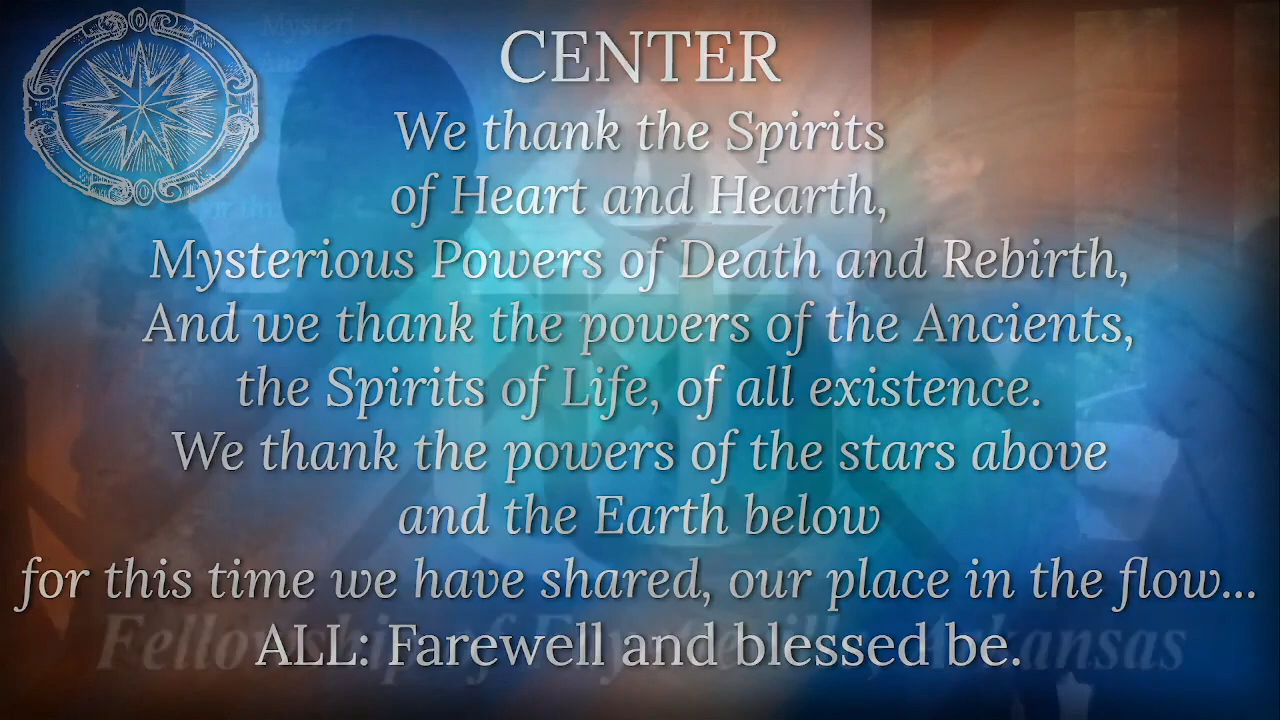 CENTER
We thank the Spirits
of Heart and Hearth,
Mysterious Powers of Death and Rebirth,
And we thank the powers of the Ancients,
the Spirits of Life, of all existence.
We thank the powers of the stars above
and the Earth below
for this time we have shared, our place in the flow...
ALL: Farewell and blessed be.